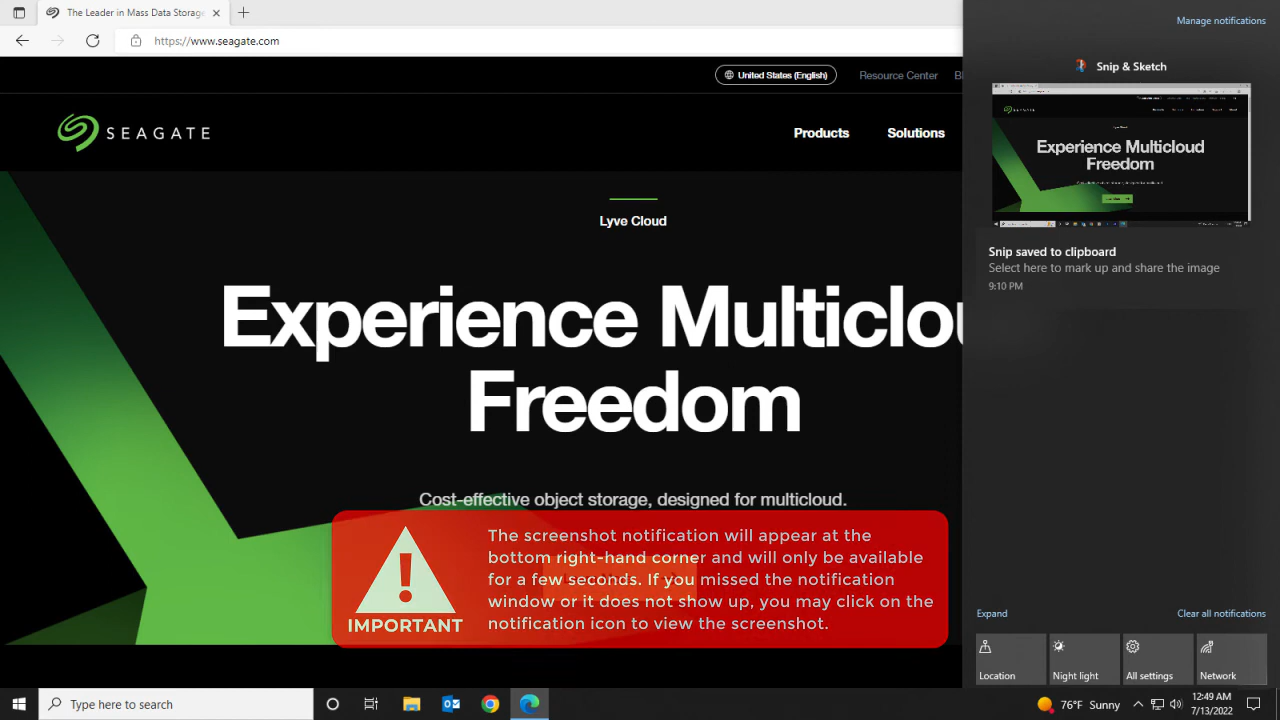 The Leader in Mass Data Storag
https://www.seagate.com
United States (English)
Resource Center
SEAGATE
Products
Solutions
Lyve Cloud
Experience Multiclou
Freedom
Cost-effective object storage, designed for multicloud.
The screenshot notification will appear at the
bottom right-hand corner and will only be available
for a few seconds. If you missed the notification
window or it does not show up, you may click on the
notification icon to view the screenshot.
IMPORTANT
Manage notifications
Snip & Sketch
Lyve Cloud
Experience Multicloud
Freedom
Snip saved to clipboard
Select here to mark up and share the image
9:10 PM
Expand
Clear all notifications
Location
Night light
All settings
Network
Type here to search
76°F Sunny
12:49 AM
7/13/2022